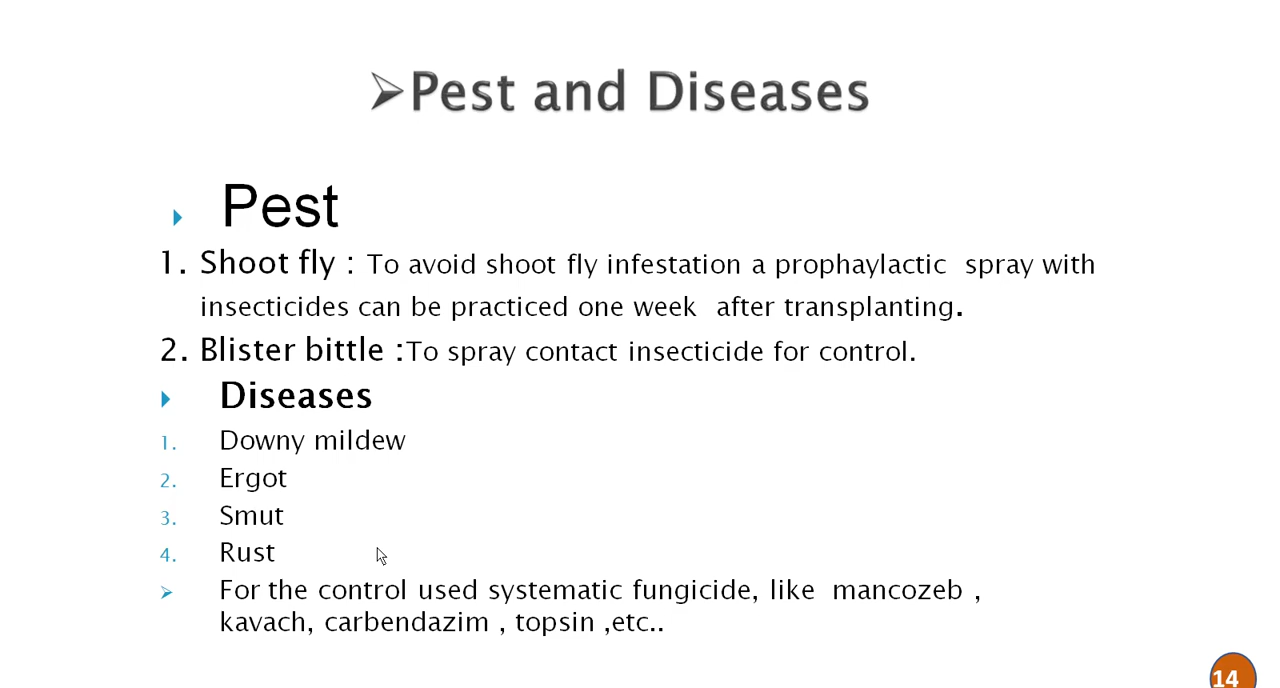 ➢Pest and Diseases
Pest
1. Shoot fly : To avoid shoot fly infestation a prophaylactic spray with
insecticides can be practiced one week after transplanting.
2. Blister bittle :To spray contact insecticide for control.
Diseases
1. Downy mildew
2. Ergot
3. Smut
4. Rust
➢ For the control used systematic fungicide, like mancozeb ,
kavach, carbendazim , topsin ,etc..
14